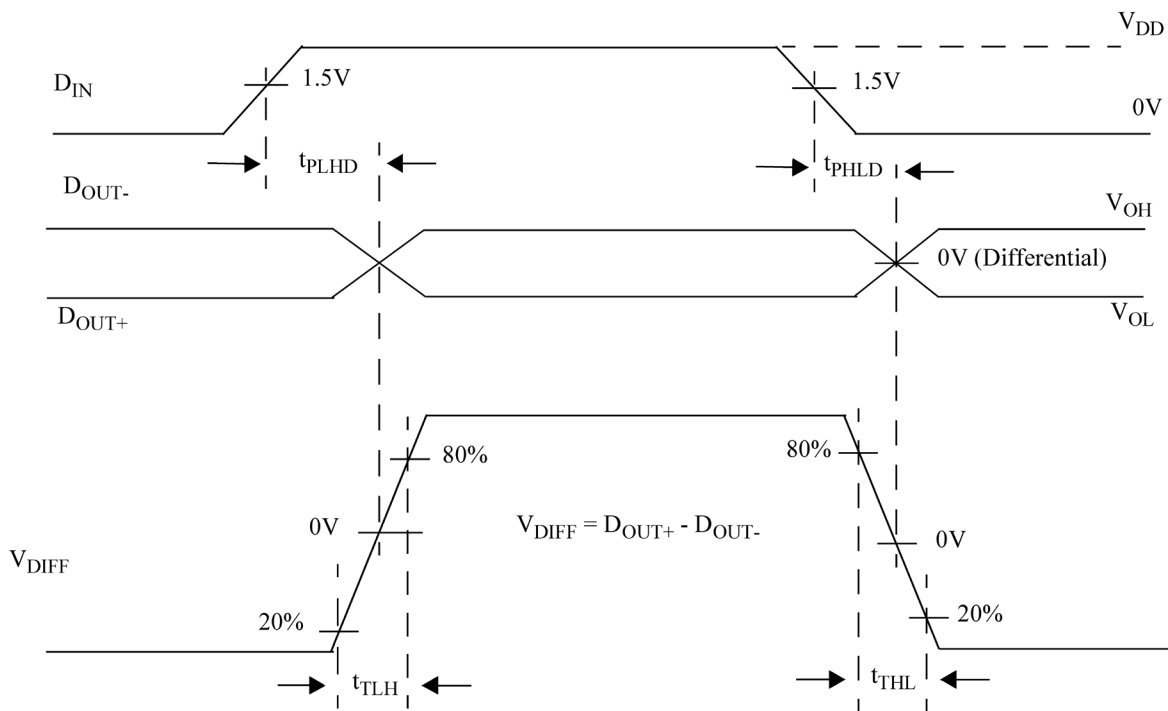 V_DD
D_IN
1.5V
1.5V
0V
t_PLHD
t_PHLD
D_OUT-
V_OH
0V (Differential)
D_OUT+
V_OL
80%
80%
0V
V_DIFF = D_OUT+ - D_OUT-
0V
V_DIFF
20%
20%
t_TLH
t_THL